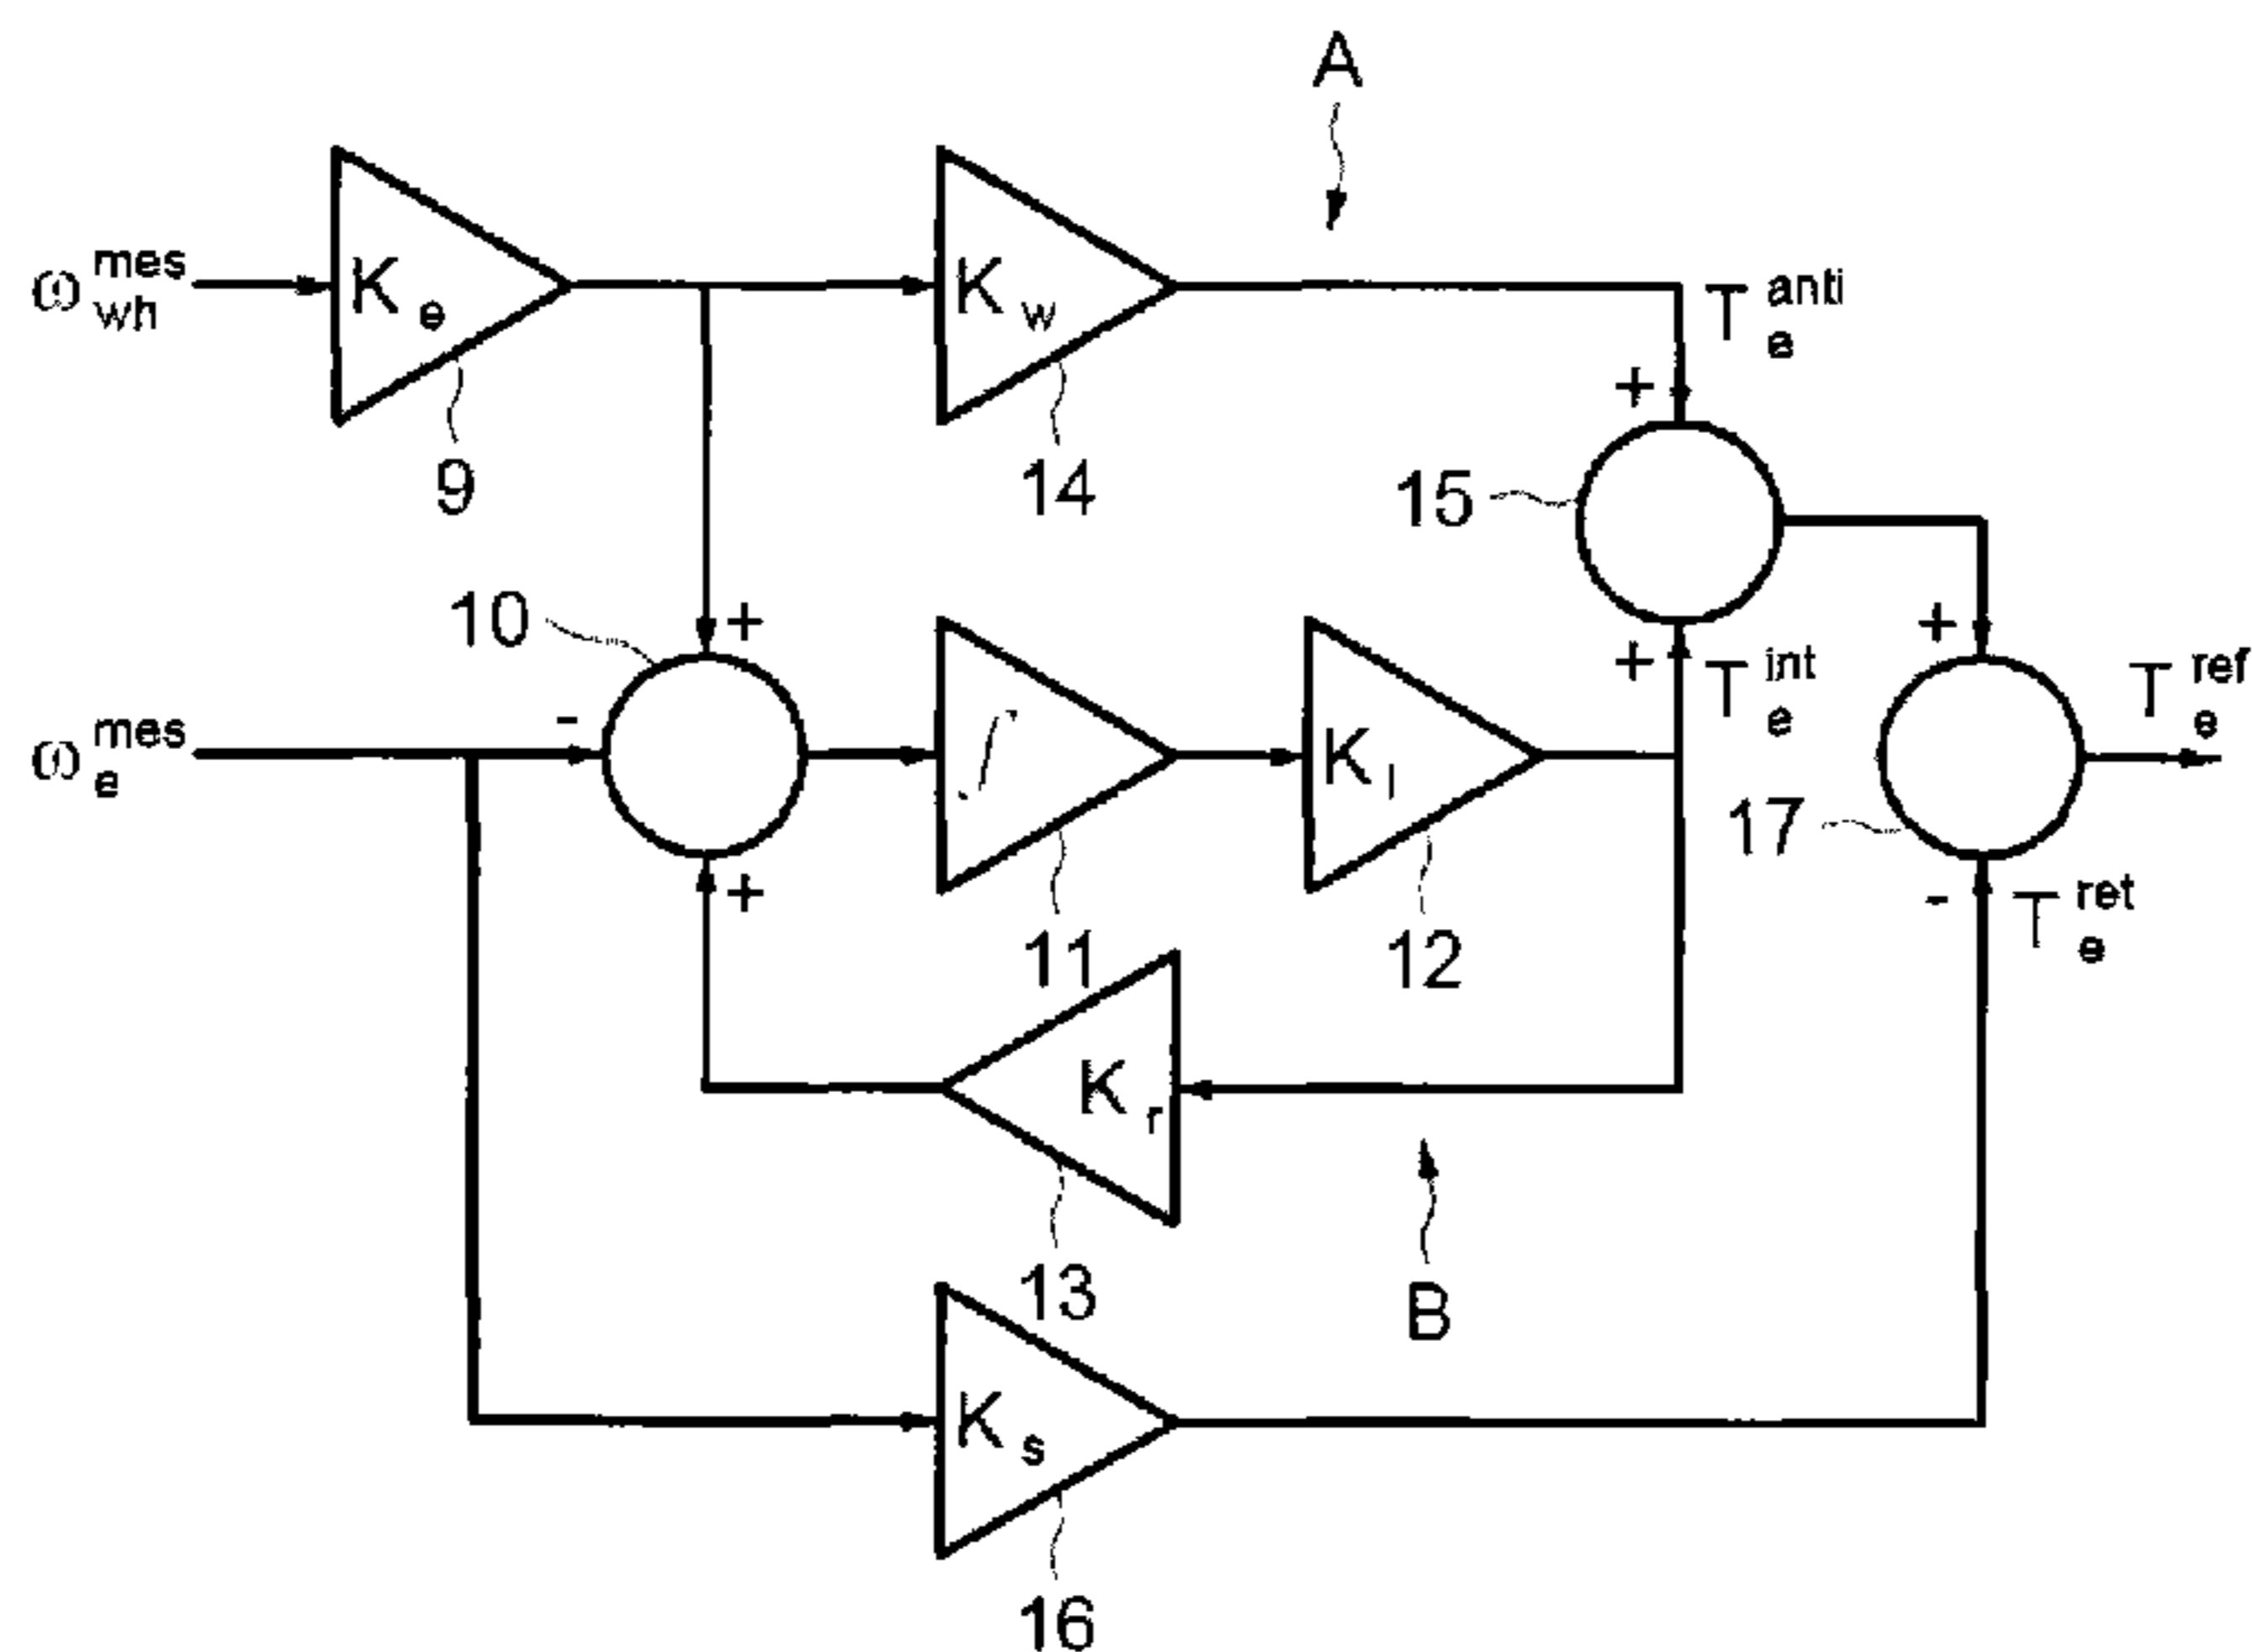 A
ω mes wh
K e
K w
T anti e
+
9
14
15
10
+
+
+
T int e
T ref e
ω mes e
-
∫
K I
17
+
11
12
-
T ret e
K r
13
B
K s
16